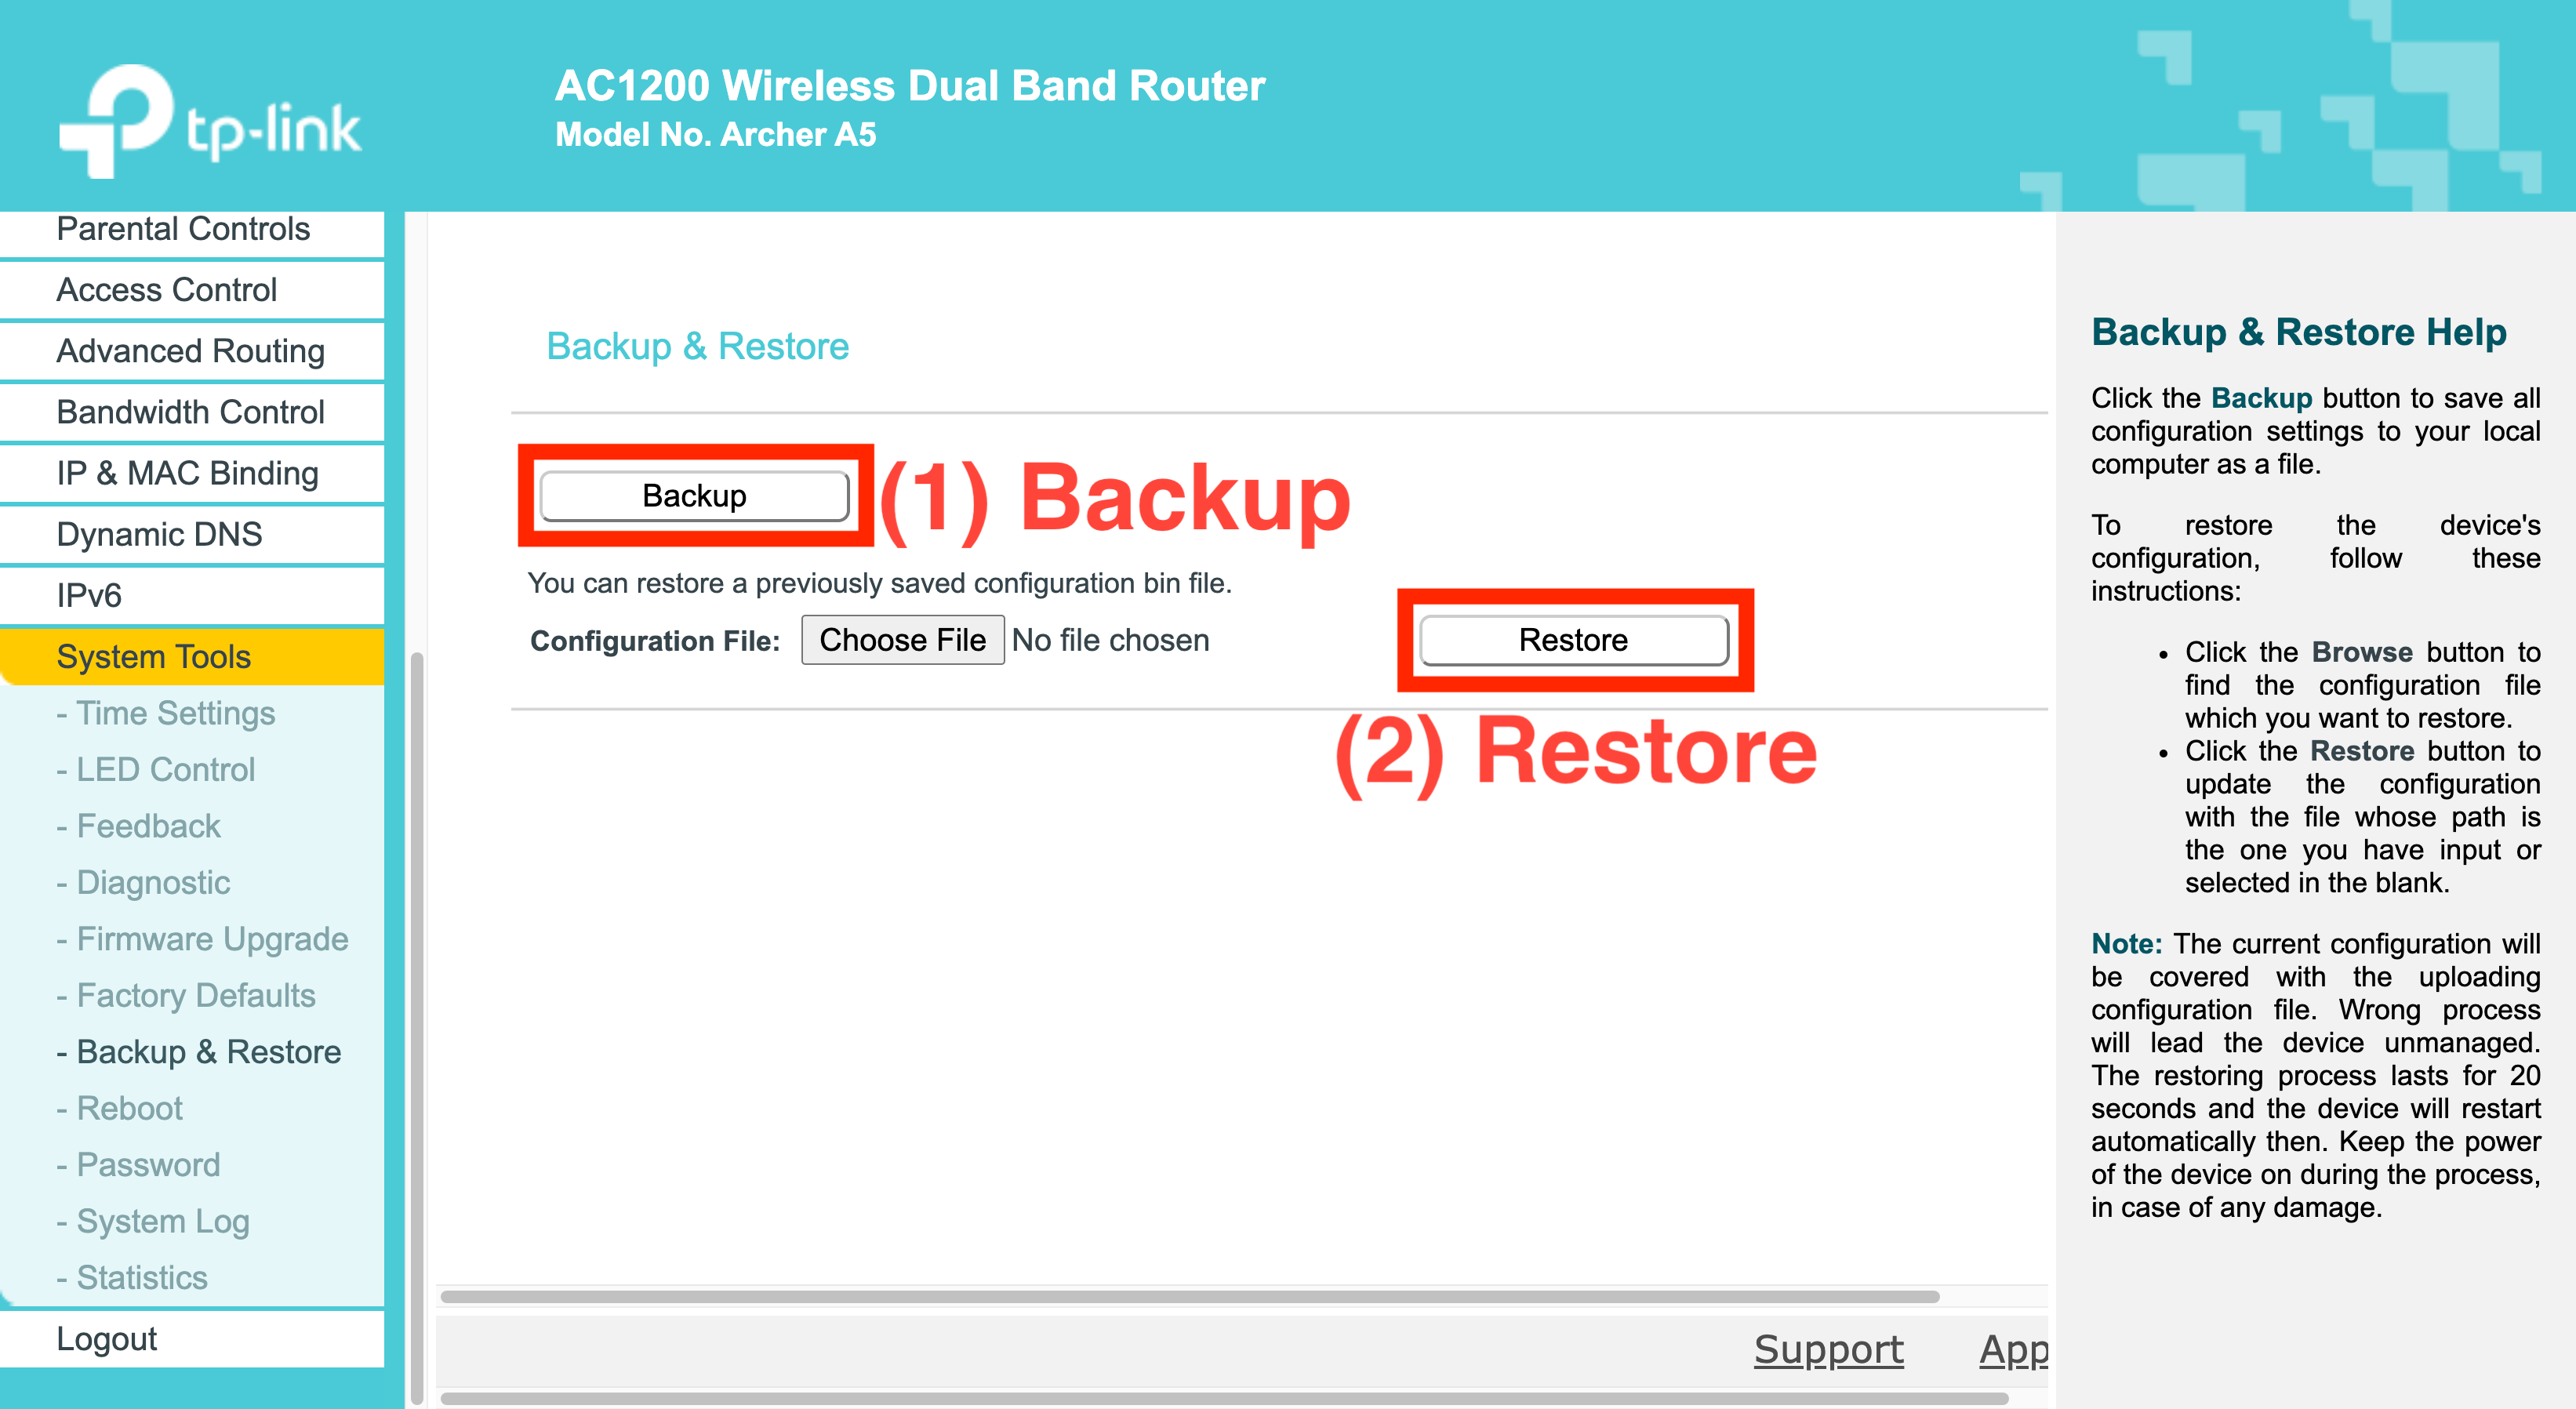 tp-link
AC1200 Wireless Dual Band Router
Model No. Archer A5
Parental Controls
Access Control
Advanced Routing
Bandwidth Control
IP & MAC Binding
Dynamic DNS
IPv6
System Tools
- Time Settings
- LED Control
- Feedback
- Diagnostic
- Firmware Upgrade
- Factory Defaults
- Backup & Restore
- Reboot
- Password
- System Log
- Statistics
Logout
Backup & Restore
Backup (1) Backup
You can restore a previously saved configuration bin file.
Configuration File: Choose File No file chosen Restore
(2) Restore
Support App
Backup & Restore Help
Click the Backup button to save all
configuration settings to your local
computer as a file.
To restore the device's
configuration, follow these
instructions:
• Click the Browse button to
find the configuration file
which you want to restore.
• Click the Restore button to
update the configuration
with the file whose path is
the one you have input or
selected in the blank.
Note: The current configuration will
be covered with the uploading
configuration file. Wrong process
will lead the device unmanaged.
The restoring process lasts for 20
seconds and the device will restart
automatically then. Keep the power
of the device on during the process,
in case of any damage.